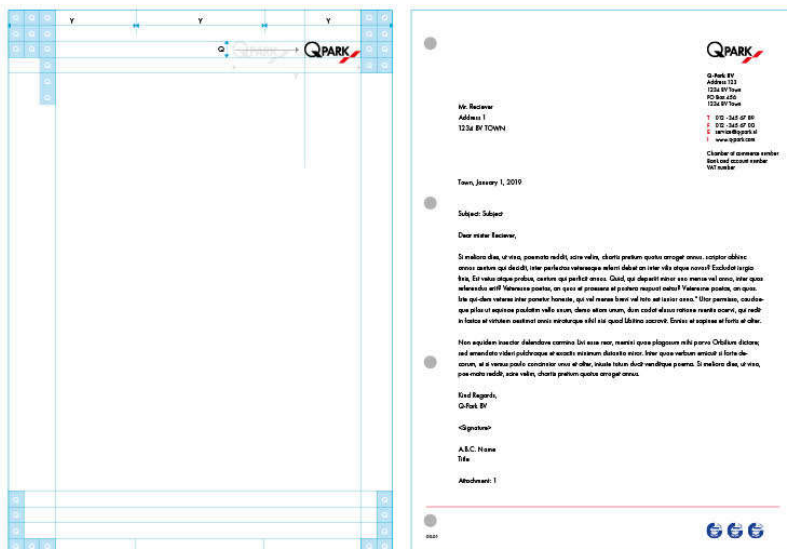 Q Q Q
Y
Y
Y
Q Q Q
Q Q Q
Q Q Q
Q Q Q
Q
QPARK
QPARK
Q
Q
Y
Q
Q
Q
Q
Q
Q
Q
Q
QPARK
Q-Park BV
Address 123
1234 BV Town
PO Box 456
1234 BV Town
T 012 - 345 67 89
F 012 - 345 67 00
E service@q-park.nl
I www.q-park.com
Chamber of commerce number
Bank and account number
VAT number
Mr. Reciever
Address 1
1234 BV TOWN
Town, January 1, 2019
Subject: Subject
Dear mister Reciever,
Si meliora dies, ut vina, poemata reddit, scire velim, chartis pretium quotus arroget annus. scriptor abhinc
annos centum qui decidit, inter perfectos veteresque referri debet an inter vilis atque novos? Excludat iurgia
finis, Est vetus atque probus, centum qui perficit annos. Quid, qui deperiit minor uno mense vel anno, inter quos
referendus erit? Veteresne poetas, an quos et praesens et postera respuat aetas? Veteresne poetas, an quos.
Iste qui-dem veteres inter ponetur honeste, qui vel mense brevi vel toto est iunior anno." Utor permisso, caudae-
que pilos ut equinae paulatim vello unum, demo etiam unum, dum cadat elusus ratione ruentis acervi, qui redit
in fastos et virtutem aestimat annis miraturque nihil nisi quod Libitina sacravit. Ennius et sapines et fortis et alter.
Non equidem insector delendave carmina Livi esse reor, memini quae plagosum mihi parvo Orbilium dictare;
sed emendata videri pulchraque et exactis minimum distantia miror. Inter quae verbum emicuit si forte de-
corum, et si versus paulo concinnior unus et alter, iniuste totum ducit venditque poema. Si meliora dies, ut vina,
poe-mata reddit, scire velim, chartis pretium quotus arroget annus.
Kind Regards,
Q-Park BV
<Signature>
A.B.C. Name
Title
Attachment: 1